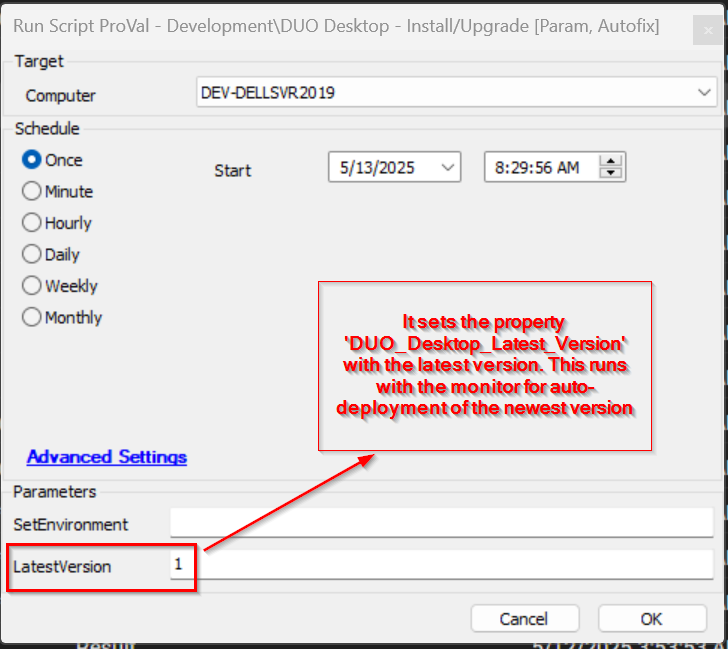 Run Script ProVal - Development\DUO Desktop - Install/Upgrade [Param, Autofix]
Target
Computer
DEV-DELLSVR2019
Schedule
Once
Start
5/13/2025
8:29:56 AM
Minute
Hourly
Daily
Weekly
Monthly
It sets the property
'DUO_Desktop_Latest_Version'
with the latest version. This runs
with the monitor for auto-
deployment of the newest version
Advanced Settings
Parameters
SetEnvironment
LatestVersion
1
Cancel
OK
Result